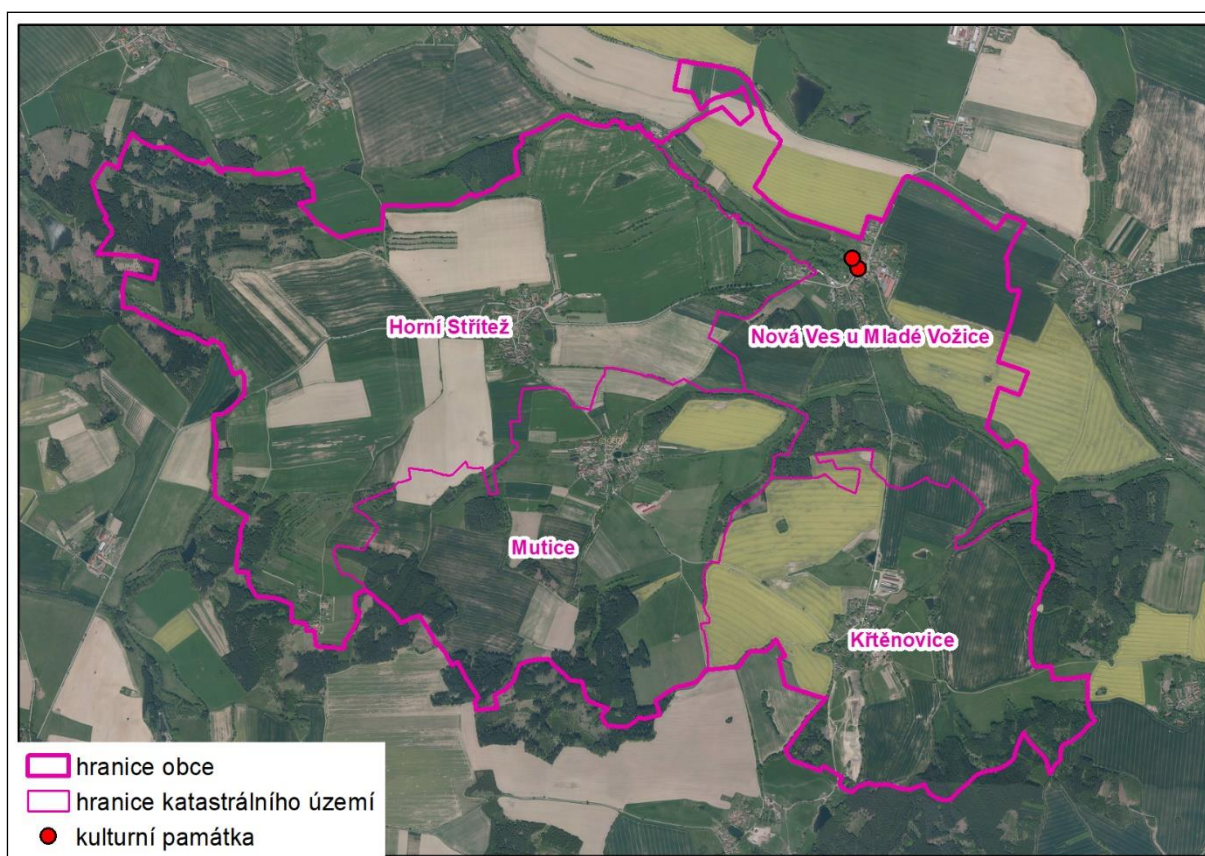 Horní Střítež
Nová Ves u Mladé Vožice
Mutice
Křtěnovice
hranice obce
hranice katastrálního území
kulturní památka